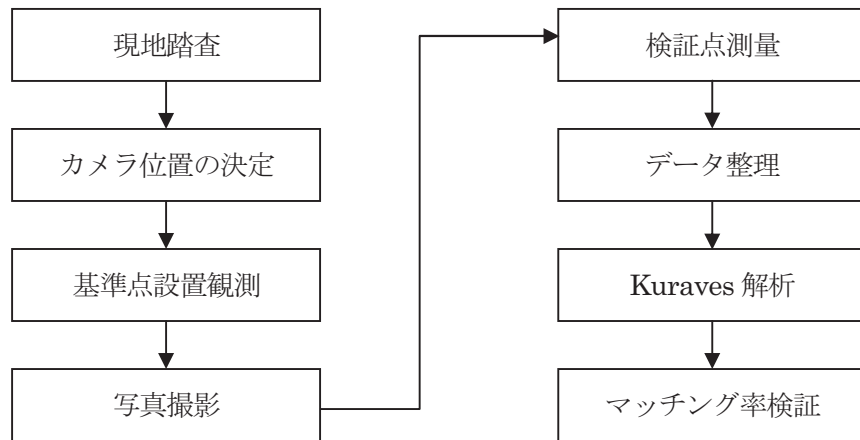 現地踏査
カメラ位置の決定
基準点設置観測
写真撮影
検証点測量
データ整理
Kuraves 解析
マッチング率検証